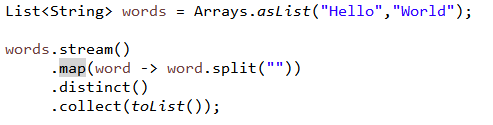 List<String> words = Arrays.asList("Hello","World");
words.stream()
.map(word -> word.split(""))
.distinct()
.collect(toList());